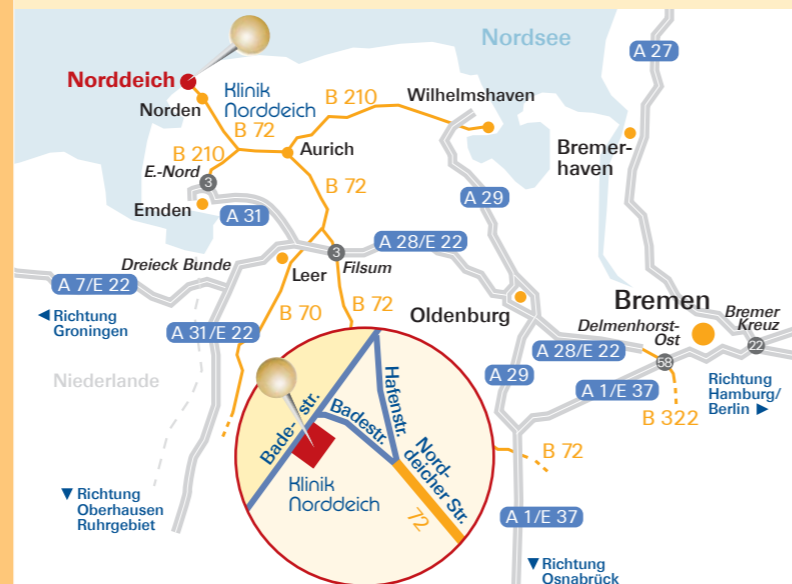 Nordsee
A 27
Norddeich
Norden
Klinik
Norddeich
B 210
Wilhelmshaven
B 72
B 210
Aurich
Bremer-
haven
E.-Nord
3
B 72
A 29
Emden
A 31
A 28/E 22
Dreieck Bunde
3
Leer
Filsum
A 7/E 22
Richtung
Groningen
B 70
B 72
Oldenburg
Bremen
Bremer
Kreuz
22
Delmenhorst-
Ost
A 31/E 22
A 28/E 22
58
Niederlande
A 29
A 1/E 37
Richtung
Hamburg/
Berlin
B 322
Bade-
str.
Badestr.
Hafenstr.
Nord-
deicher Str.
72
Klinik
Norddeich
B 72
Richtung
Oberhausen
Ruhrgebiet
A 1/E 37
Richtung
Osnabrück